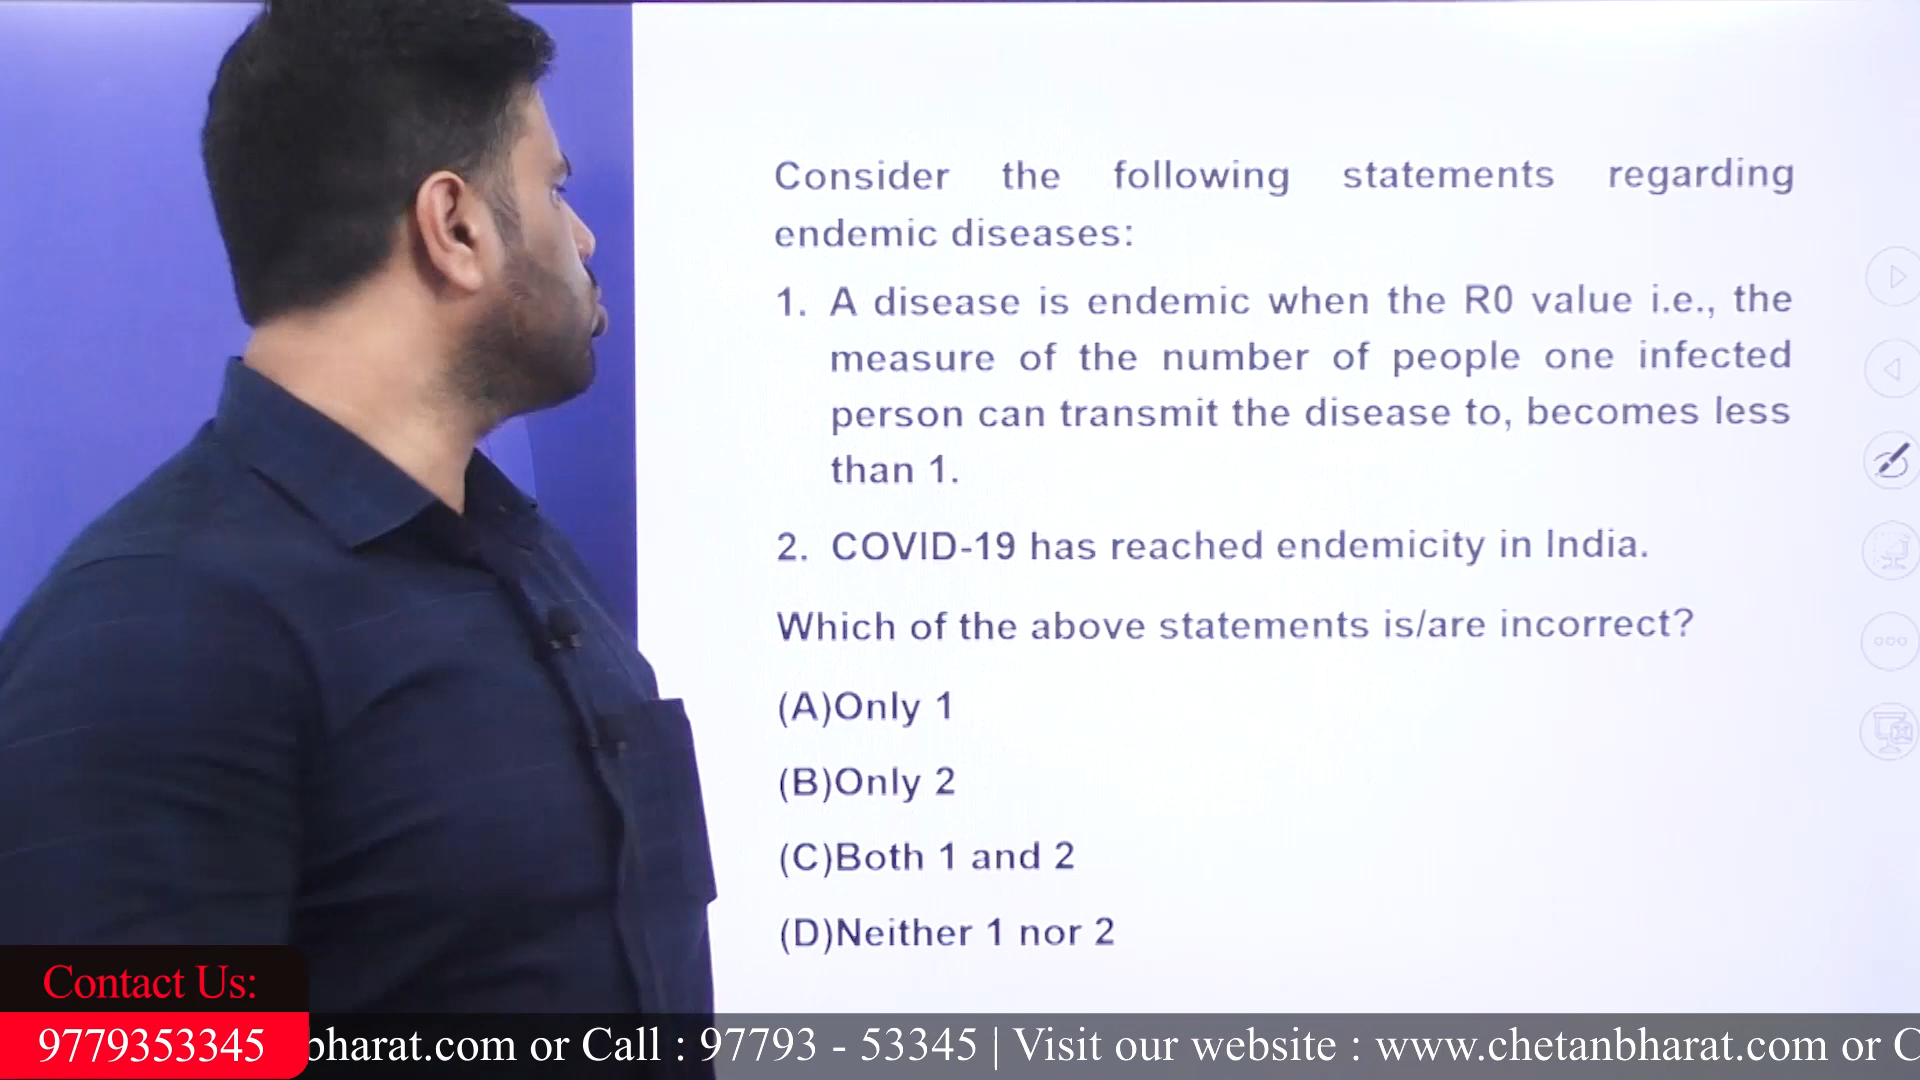 Consider the following statements regarding
endemic diseases:
1. A disease is endemic when the R0 value i.e., the
measure of the number of people one infected
person can transmit the disease to, becomes less
than 1.
2. COVID-19 has reached endemicity in India.
Which of the above statements is/are incorrect?
(A)Only 1
(B)Only 2
(C)Both 1 and 2
(D)Neither 1 nor 2
Contact Us:
9779353345
bharat.com or Call : 97793 - 53345 | Visit our website : www.chetanbharat.com or C